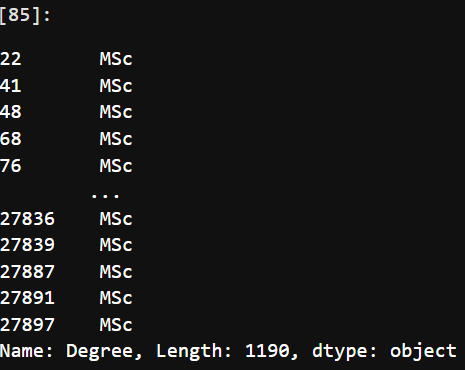 [85]:
22 MSc
41 MSc
48 MSc
68 MSc
76 MSc
...
27836 MSc
27839 MSc
27887 MSc
27891 MSc
27897 MSc
Name: Degree, Length: 1190, dtype: object